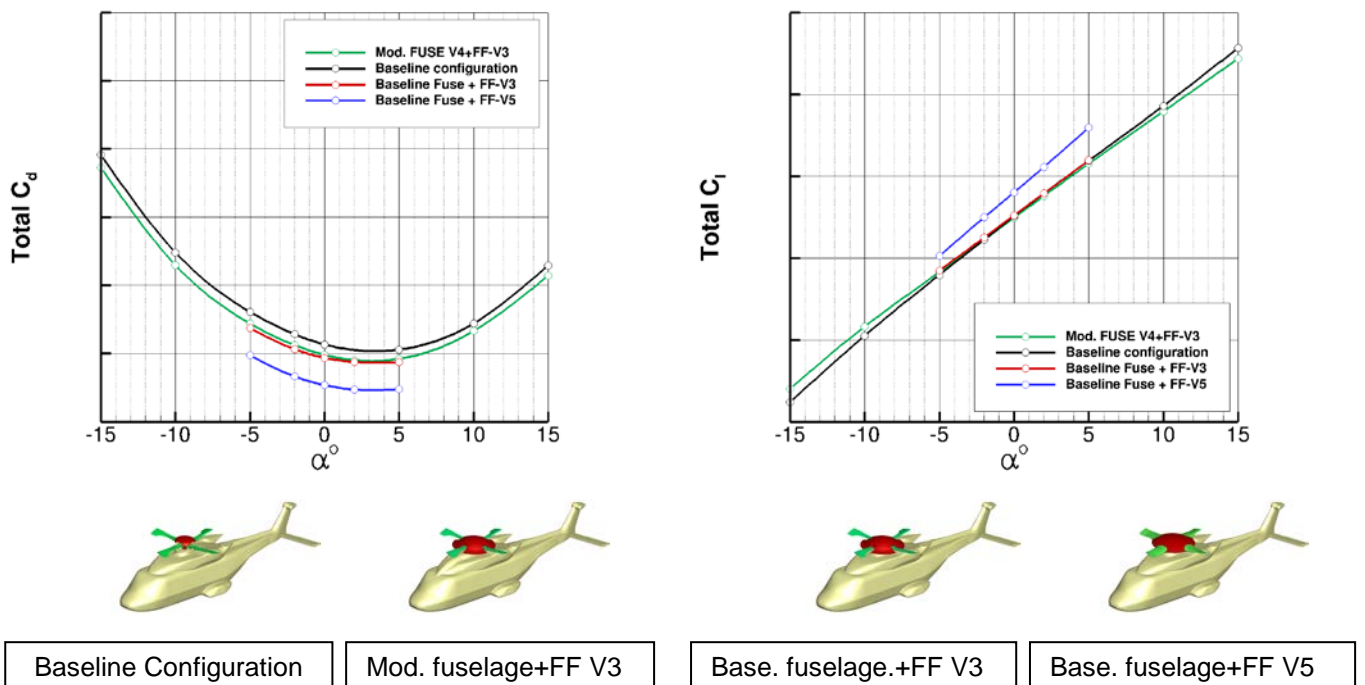 Total C_d
Mod. FUSE V4+FF-V3
Baseline configuration
Baseline Fuse + FF-V3
Baseline Fuse + FF-V5
-15 -10 -5 0 5 10 15
α°
Total C_l
Mod. FUSE V4+FF-V3
Baseline configuration
Baseline Fuse + FF-V3
Baseline Fuse + FF-V5
-15 -10 -5 0 5 10 15
α°
Baseline Configuration
Mod. fuselage+FF V3
Base. fuselage.+FF V3
Base. fuselage+FF V5